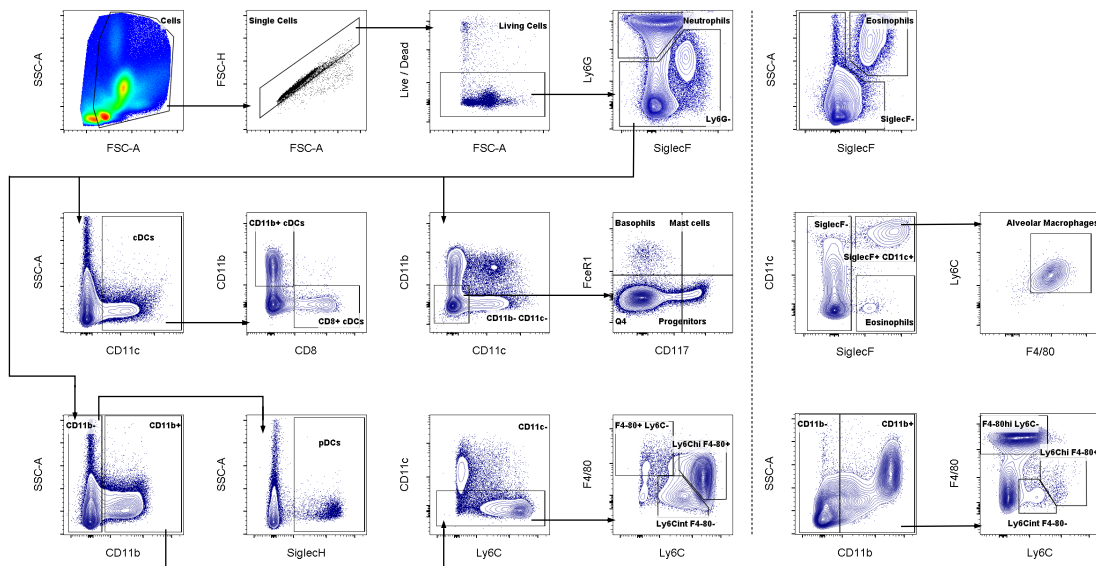 Cells
SSC-A
FSC-A
Single Cells
FSC-H
FSC-A
Living Cells
Live / Dead
FSC-A
Neutrophils
Ly6G
Ly6G-
SiglecF
Eosinophils
SSC-A
SiglecF-
SiglecF
cDCs
SSC-A
CD11c
CD11b+ cDCs
CD11b
CD8+ cDCs
CD8
CD11b
CD11b- CD11c-
CD11c
Basophils
Mast cells
FceR1
Q4
Progenitors
CD117
SiglecF-
SiglecF+ CD11c+
CD11c
Eosinophils
SiglecF
Alveolar Macrophages
Ly6C
F4/80
CD11b-
CD11b+
SSC-A
CD11b
pDCs
SSC-A
SiglecH
CD11c-
CD11c
Ly6C
F4-80+ Ly6C-
Ly6Chi F4-80+
F4/80
Ly6Cint F4-80-
Ly6C
CD11b-
CD11b+
SSC-A
CD11b
F4-80hi Ly6C-
Ly6Chi F4-80+
F4/80
Ly6Cint F4-80-
Ly6C